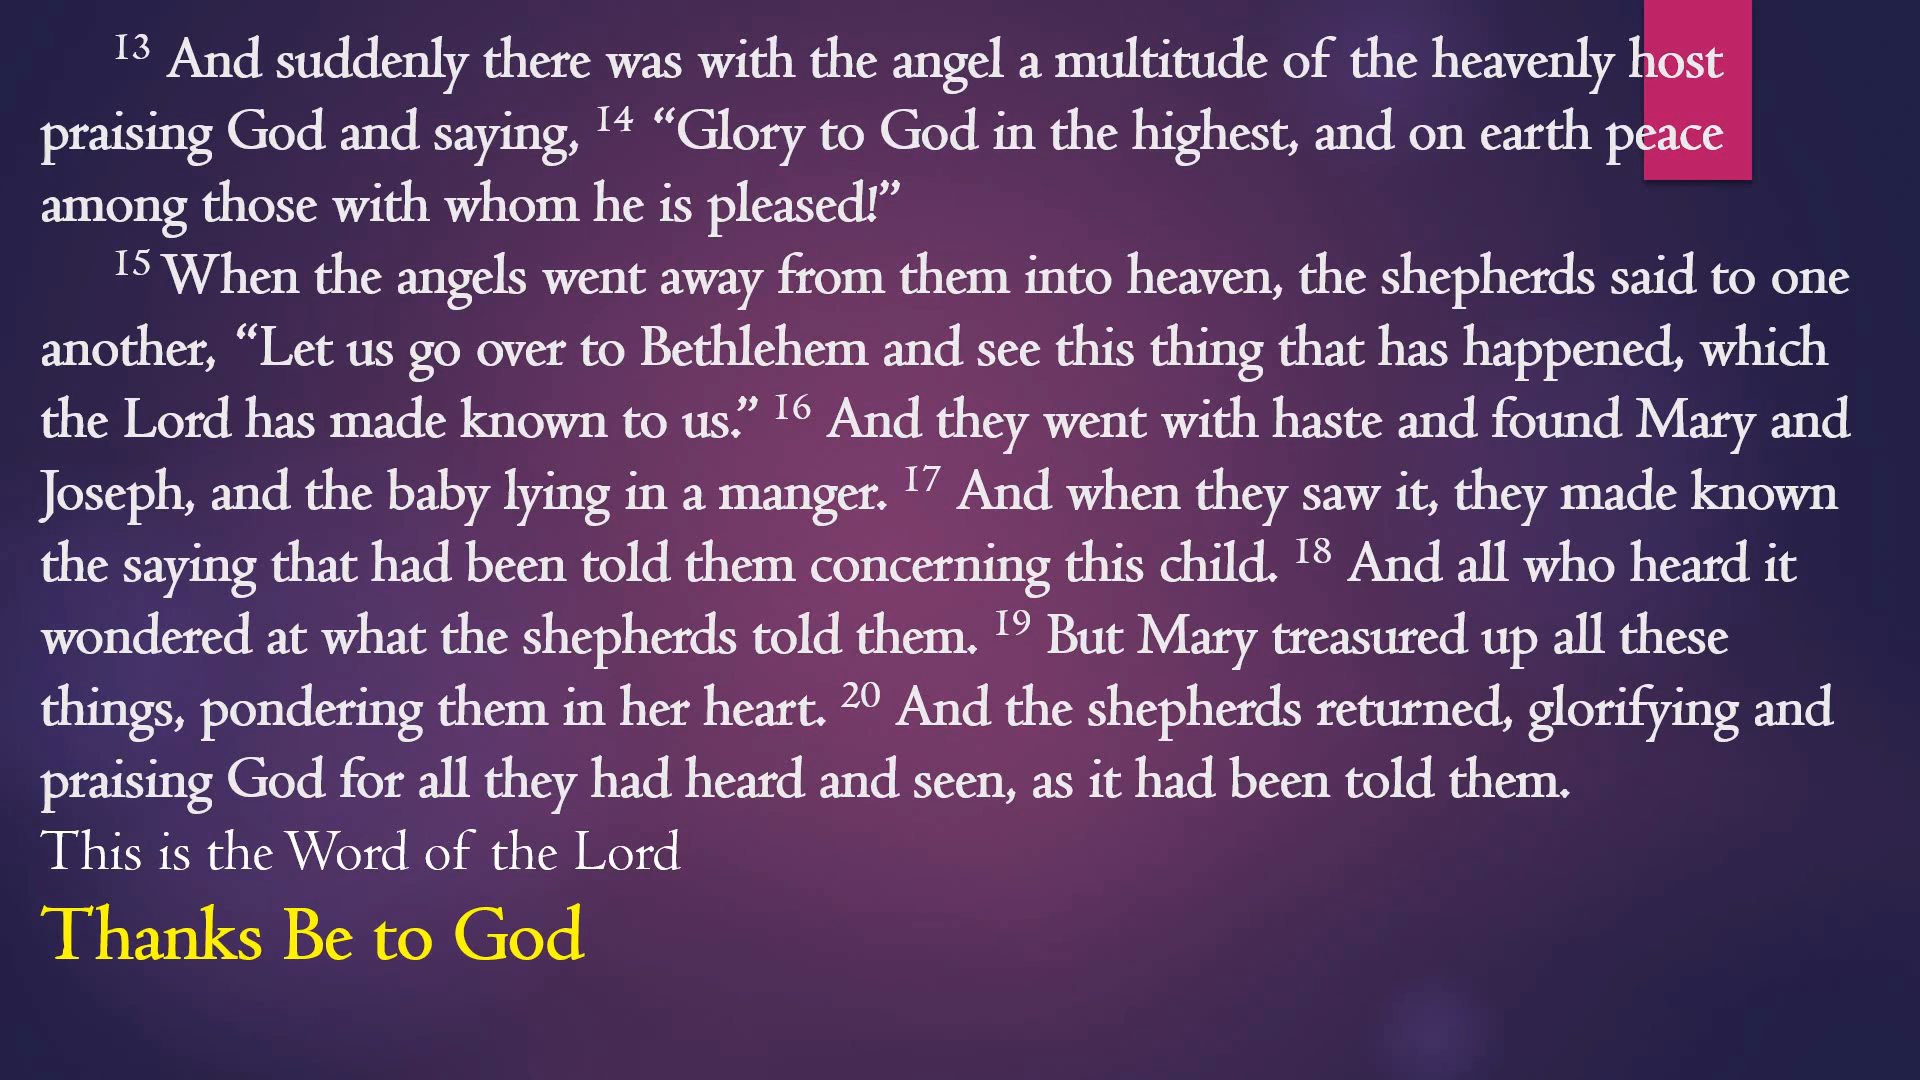 13 And suddenly there was with the angel a multitude of the heavenly host
praising God and saying, 14 “Glory to God in the highest, and on earth peace
among those with whom he is pleased!”
15 When the angels went away from them into heaven, the shepherds said to one
another, “Let us go over to Bethlehem and see this thing that has happened, which
the Lord has made known to us.” 16 And they went with haste and found Mary and
Joseph, and the baby lying in a manger. 17 And when they saw it, they made known
the saying that had been told them concerning this child. 18 And all who heard it
wondered at what the shepherds told them. 19 But Mary treasured up all these
things, pondering them in her heart. 20 And the shepherds returned, glorifying and
praising God for all they had heard and seen, as it had been told them.
This is the Word of the Lord
Thanks Be to God